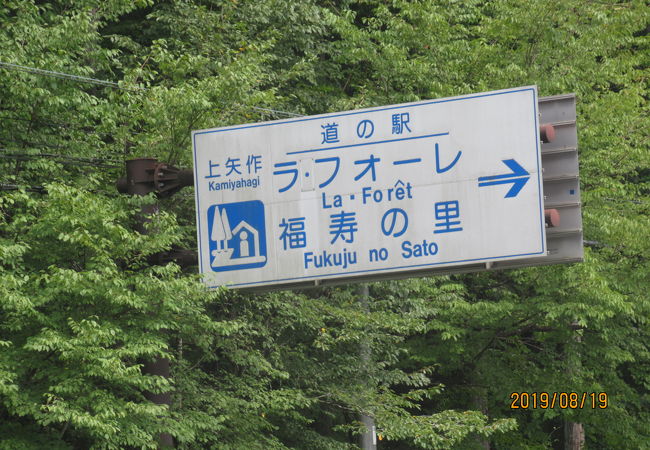 道の駅
上矢作
Kamiyahagi
ラ・フォーレ
La・Forêt
福寿の里
Fukuju no Sato
2019/08/19